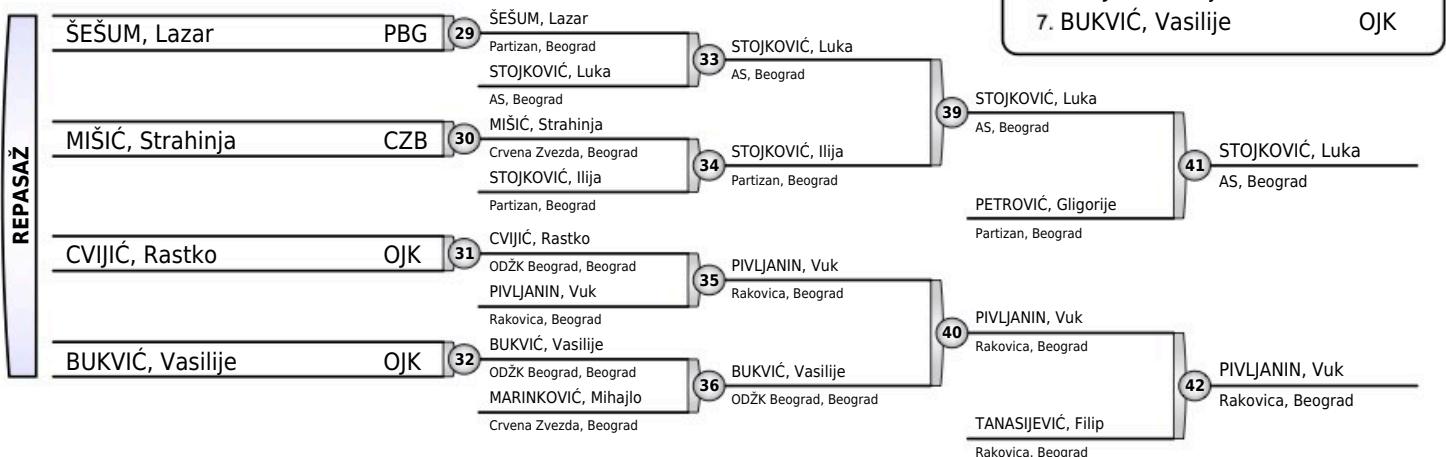 7. BUKVIĆ, Vasilije OJK
REPASAŽ
ŠEŠUM, Lazar PBG
29
ŠEŠUM, Lazar
Partizan, Beograd
STOJKOVIĆ, Luka
AS, Beograd
33
STOJKOVIĆ, Luka
AS, Beograd
MIŠIĆ, Strahinja CZB
30
MIŠIĆ, Strahinja
Crvena Zvezda, Beograd
STOJKOVIĆ, Ilija
Partizan, Beograd
34
STOJKOVIĆ, Ilija
Partizan, Beograd
39
STOJKOVIĆ, Luka
AS, Beograd
PETROVIĆ, Gligorije
Partizan, Beograd
41
STOJKOVIĆ, Luka
AS, Beograd
CVIJIĆ, Rastko OJK
31
CVIJIĆ, Rastko
ODŽK Beograd, Beograd
PIVLJANIN, Vuk
Rakovica, Beograd
35
PIVLJANIN, Vuk
Rakovica, Beograd
BUKVIĆ, Vasilije OJK
32
BUKVIĆ, Vasilije
ODŽK Beograd, Beograd
MARINKOVIĆ, Mihajlo
Crvena Zvezda, Beograd
36
BUKVIĆ, Vasilije
ODŽK Beograd, Beograd
40
PIVLJANIN, Vuk
Rakovica, Beograd
TANASIJEVIĆ, Filip
Rakovica, Beograd
42
PIVLJANIN, Vuk
Rakovica, Beograd